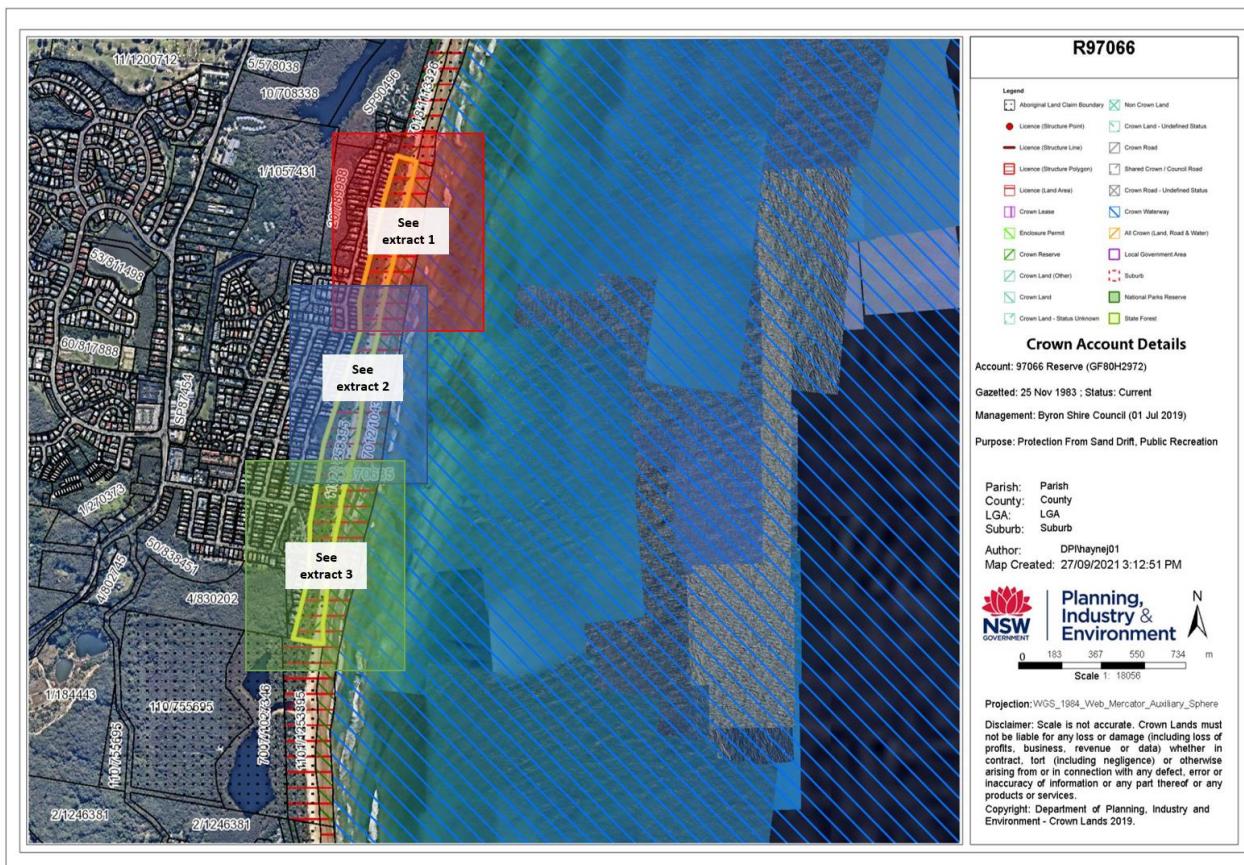 R97066
Legend
Aboriginal Land Claim Boundary
Non Crown Land
Licence (Structure Point)
Crown Land - Undefined Status
Licence (Structure Line)
Crown Road
Licence (Structure Polygon)
Shared Crown / Council Road
Licence (Land Area)
Crown Road - Undefined Status
Crown Lease
Crown Waterway
Enclosure Permit
All Crown (Land, Road & Water)
Crown Reserve
Local Government Area
Crown Land (Other)
Suburb
Crown Land
National Parks Reserve
Crown Land - Status Unknown
State Forest
Crown Account Details
Account: 97066 Reserve (GF80H2972)
Gazetted: 25 Nov 1983 ; Status: Current
Management: Byron Shire Council (01 Jul 2019)
Purpose: Protection From Sand Drift, Public Recreation
Parish: Parish
County: County
LGA: LGA
Suburb: Suburb
Author: DPI\haynej01
Map Created: 27/09/2021 3:12:51 PM
NSW
GOVERNMENT
Planning,
Industry &
Environment
N
0 183 367 550 734 m
Scale 1: 18056
Projection: WGS_1984_Web_Mercator_Auxiliary_Sphere
Disclaimer: Scale is not accurate. Crown Lands must
not be liable for any loss or damage (including loss of
profits, business, revenue or data) whether in
contract, tort (including negligence) or otherwise
arising from or in connection with any defect, error or
inaccuracy of information or any part thereof or any
products or services.
Copyright: Department of Planning, Industry and
Environment - Crown Lands 2019.
11/1200712
5/578038
10/708338
SP90496
1/1057431
See
extract 1
53/811498
60/817888
SP87454
See
extract 2
1/270373
50/838451
4/802745
4/830202
See
extract 3
1/184443
110/755695
110/755695
7007/1027346
2/1246381
2/1246381